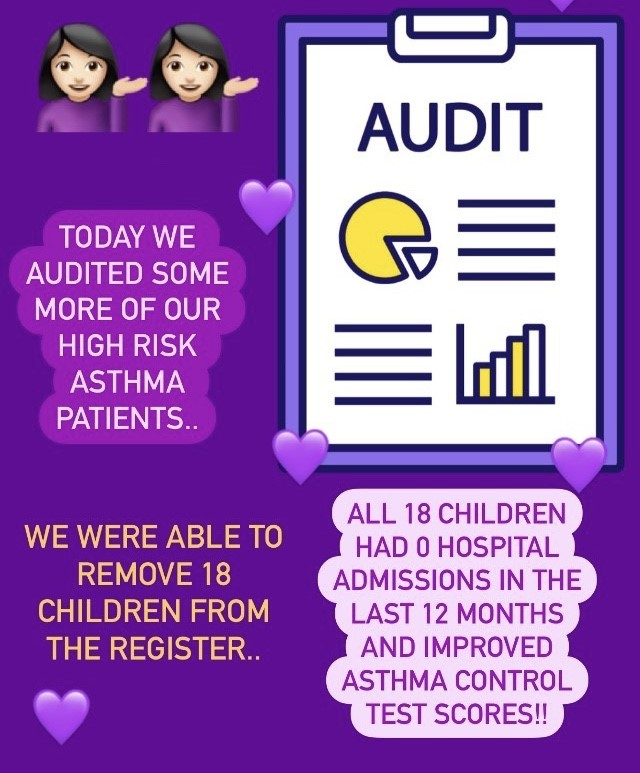 AUDIT
TODAY WE
AUDITED SOME
MORE OF OUR
HIGH RISK
ASTHMA
PATIENTS..
WE WERE ABLE TO
REMOVE 18
CHILDREN FROM
THE REGISTER..
ALL 18 CHILDREN
HAD 0 HOSPITAL
ADMISSIONS IN THE
LAST 12 MONTHS
AND IMPROVED
ASTHMA CONTROL
TEST SCORES!!